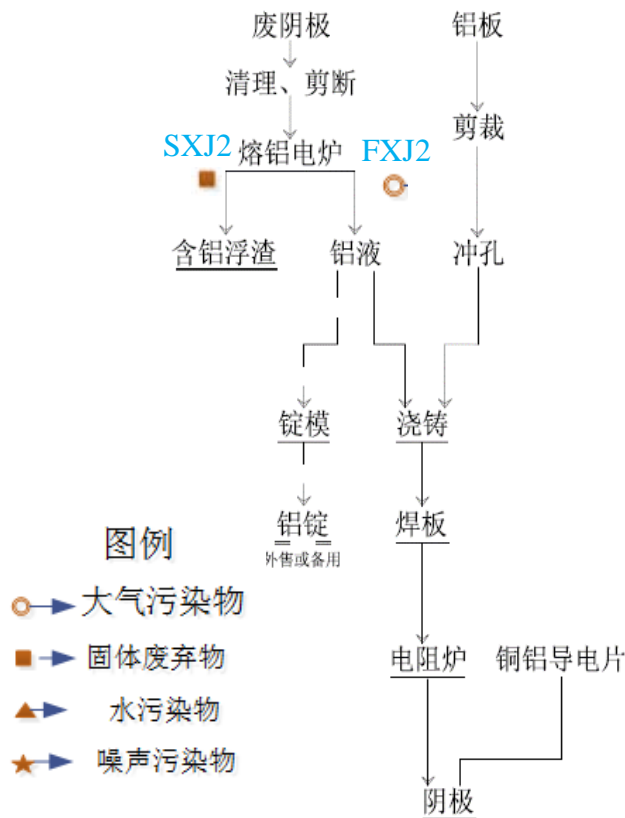 废阴极
铝板
清理、剪断
剪裁
SXJ2
熔铝电炉
FXJ2
含铝浮渣
铝液
冲孔
锭模
浇铸
铝锭
外售或备用
焊板
图例
大气污染物
固体废弃物
水污染物
噪声污染物
电阻炉
铜铝导电片
阴极